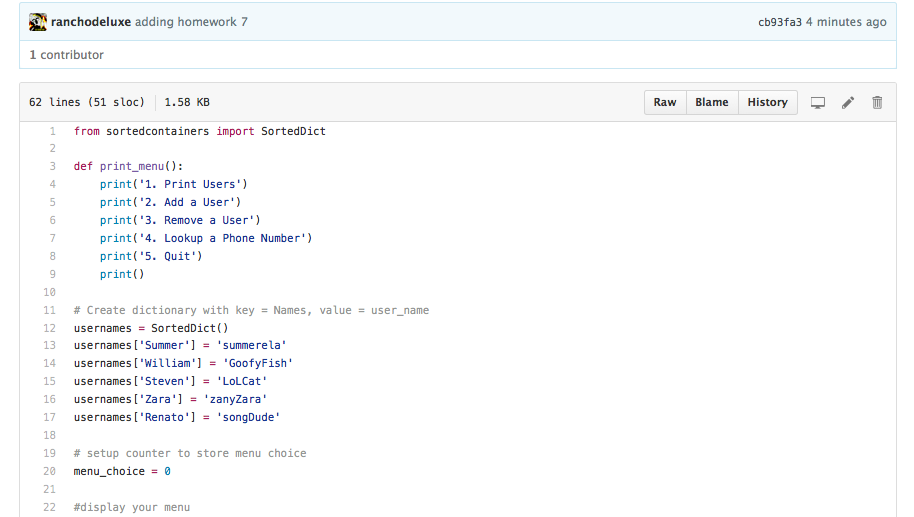 ranchodeluxe adding homework 7 cb93fa3 4 minutes ago
1 contributor
62 lines (51 sloc) 1.58 KB Raw Blame History
1 from sortedcontainers import SortedDict
2
3 def print_menu():
4     print('1. Print Users')
5     print('2. Add a User')
6     print('3. Remove a User')
7     print('4. Lookup a Phone Number')
8     print('5. Quit')
9     print()
10
11 # Create dictionary with key = Names, value = user_name
12 usernames = SortedDict()
13 usernames['Summer'] = 'summerela'
14 usernames['William'] = 'GoofyFish'
15 usernames['Steven'] = 'LoLCat'
16 usernames['Zara'] = 'zanyZara'
17 usernames['Renato'] = 'songDude'
18
19 # setup counter to store menu choice
20 menu_choice = 0
21
22 #display your menu